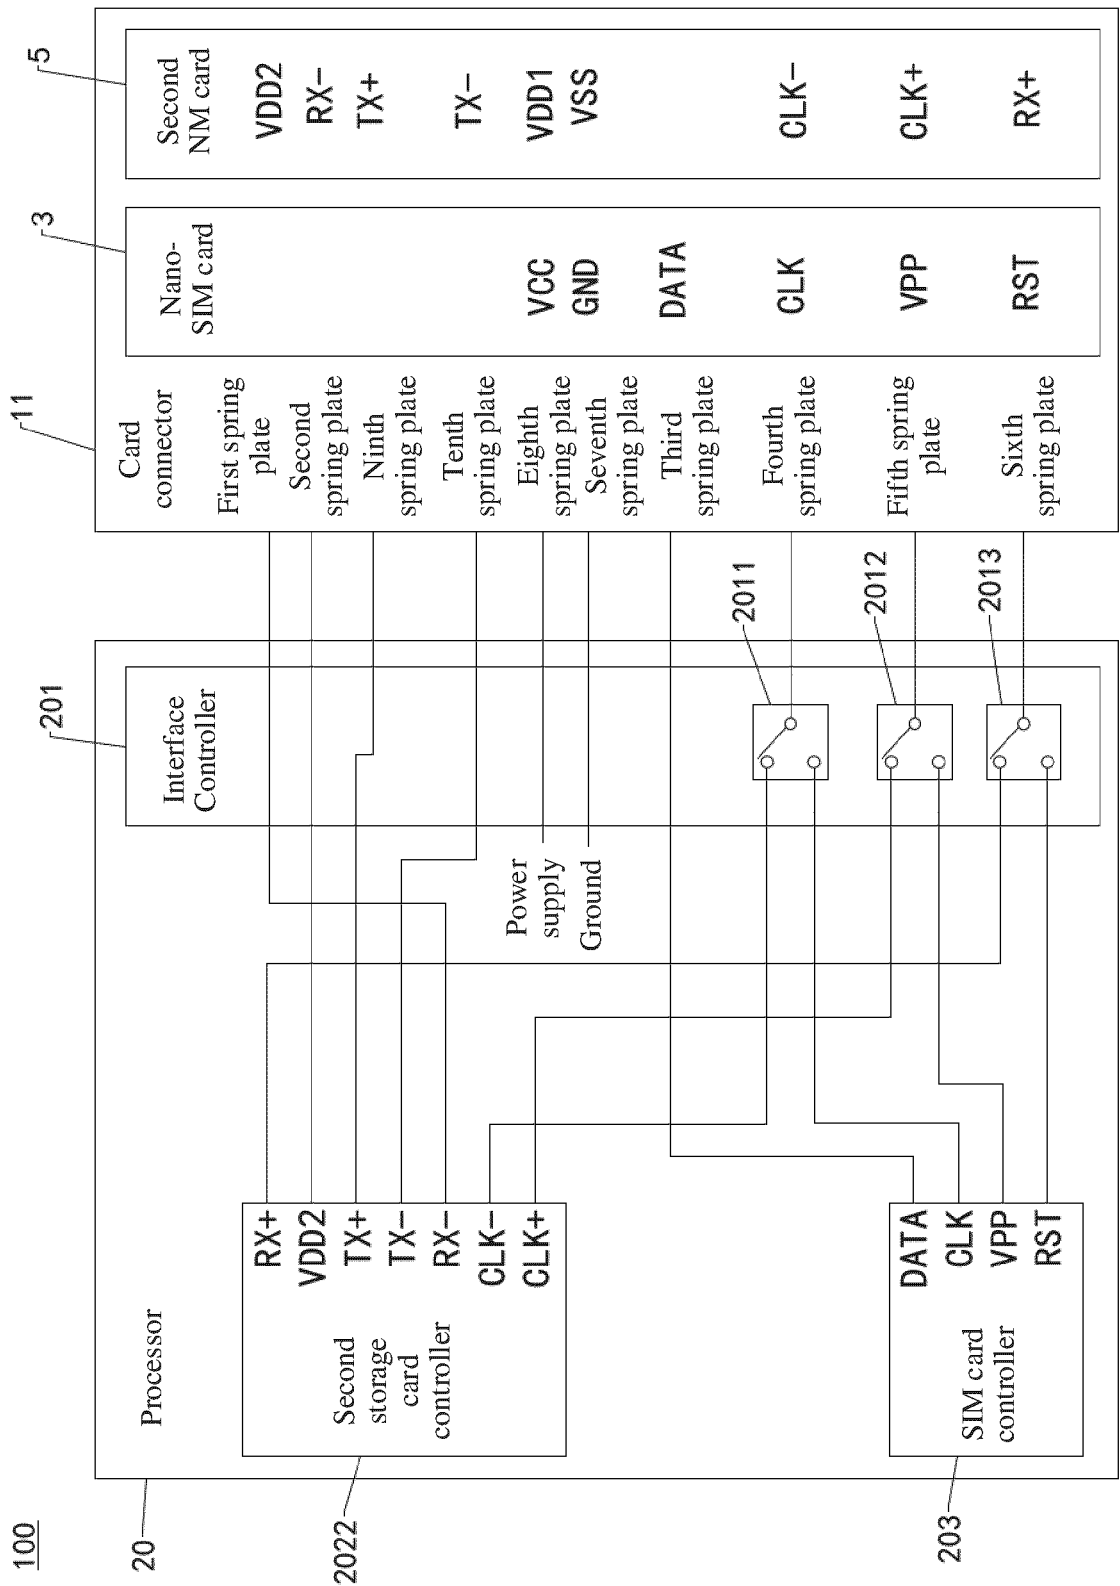 100
20
Processor
2022
Second
storage
card
controller
RX+
VDD2
TX+
TX-
RX-
CLK-
CLK+
203
SIM card
controller
DATA
CLK
VPP
RST
201
Interface
Controller
Power
supply
Ground
2011
2012
2013
11
Card
connector
First spring
plate
Second
spring plate
Ninth
spring plate
Tenth
spring plate
Eighth
spring plate
Seventh
spring plate
Third
spring plate
Fourth
spring plate
Fifth spring
plate
Sixth
spring plate
3
Nano-
SIM card
VCC
GND
DATA
CLK
VPP
RST
5
Second
NM card
VDD2
RX-
TX+
TX-
VDD1
VSS
CLK-
CLK+
RX+